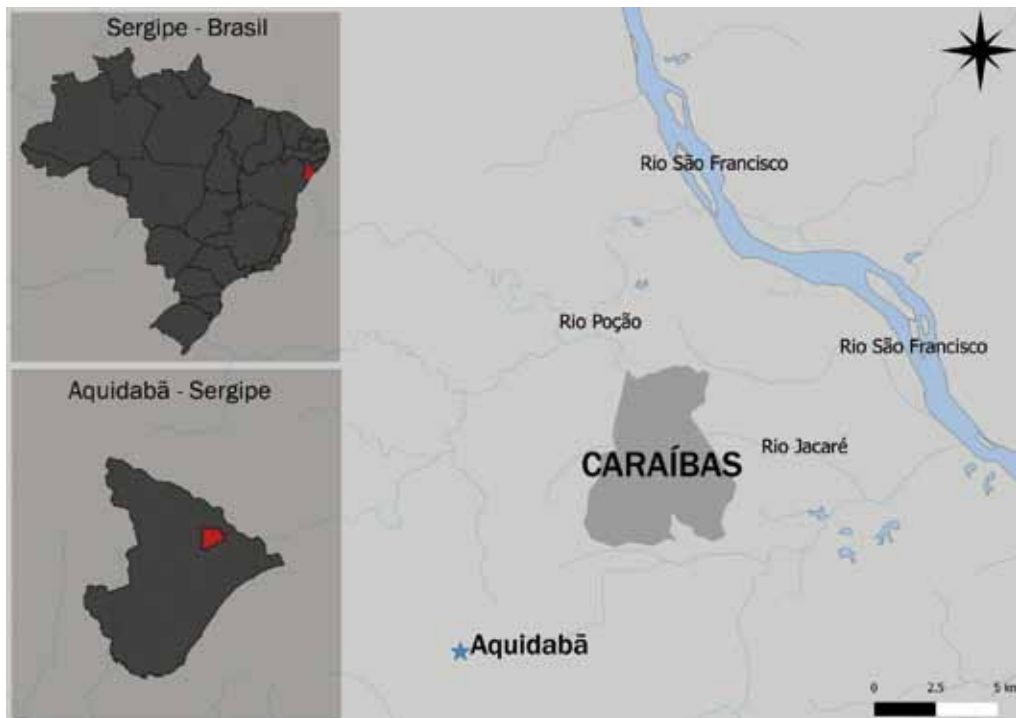 Sergipe - Brasil
Aquidabã - Sergipe
Rio São Francisco
Rio Poção
Rio São Francisco
CARAÍBAS
Rio Jacaré
Aquidabã
0 2.5 5 km